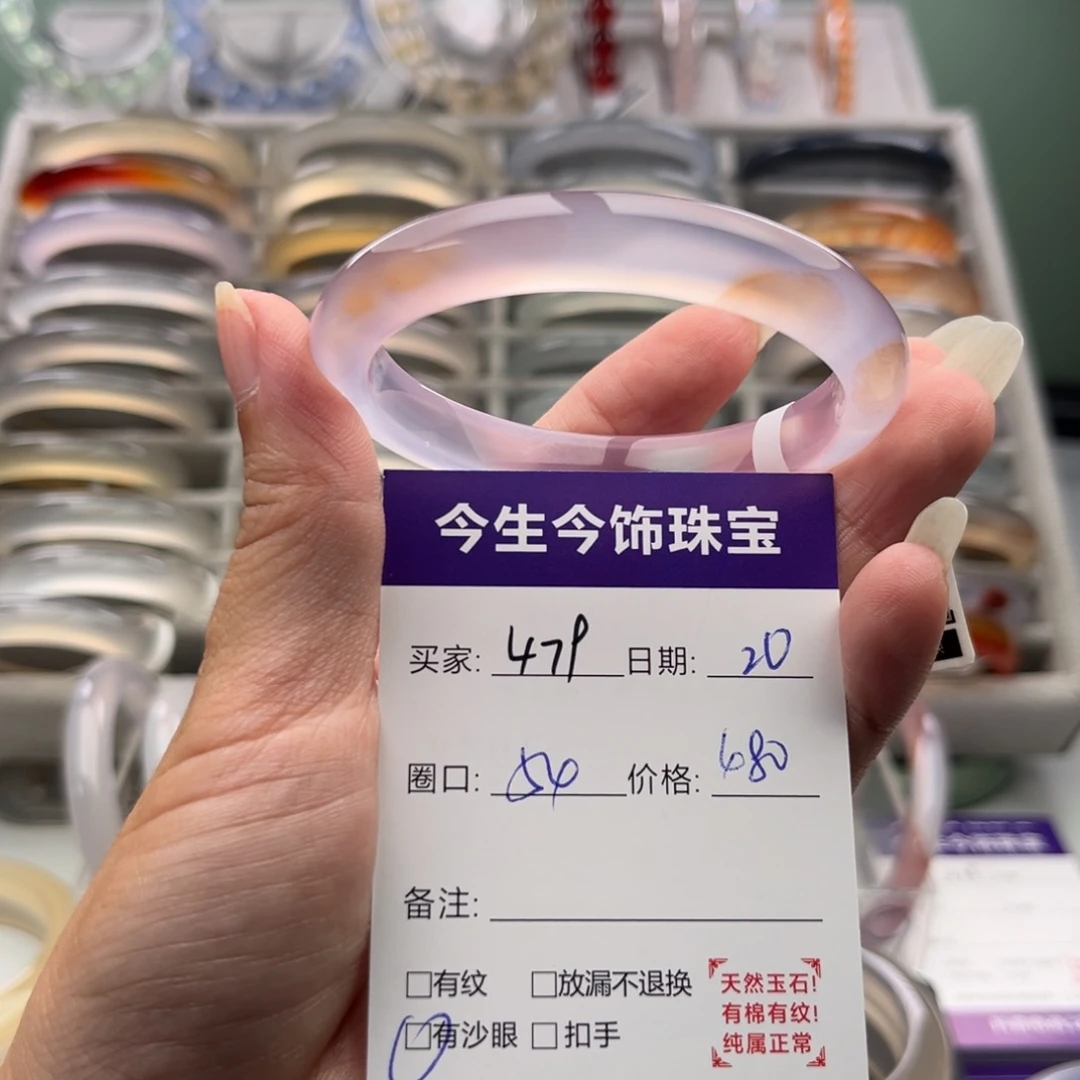 今生今饰珠宝
买家: 479 日期: 20
圈口: 54 价格: 680
备注:
□有纹 □放漏不退换
□有沙眼 □扣手
天然玉石!
有棉有纹!
纯属正常